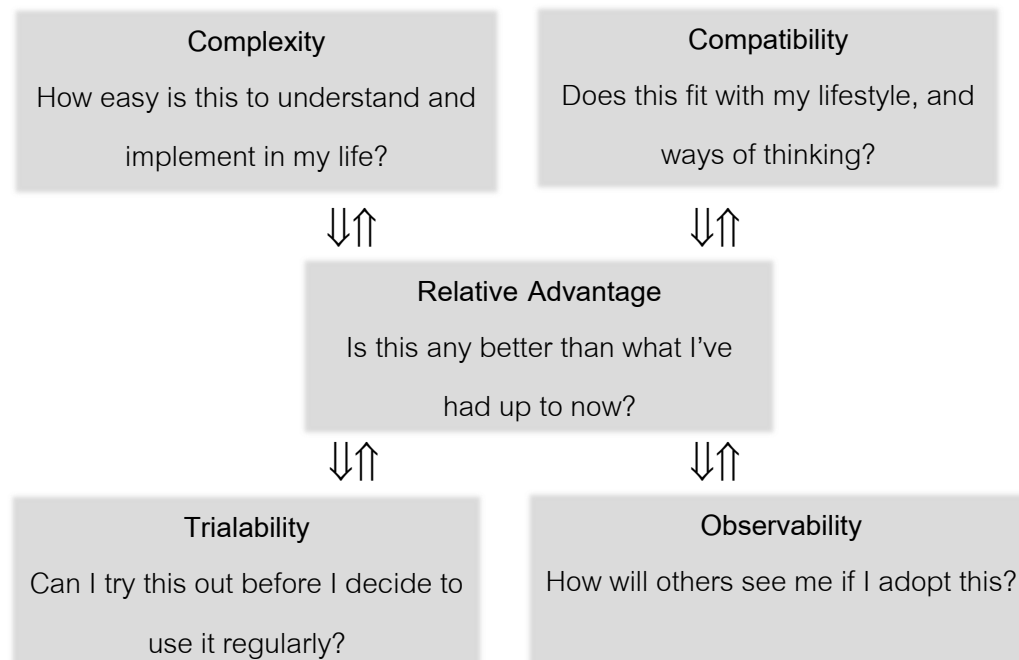 Complexity
How easy is this to understand and
implement in my life?
Compatibility
Does this fit with my lifestyle, and
ways of thinking?
⇓⇑ ⇓⇑
Relative Advantage
Is this any better than what I’ve
had up to now?
⇓⇑ ⇓⇑
Trialability
Can I try this out before I decide to
use it regularly?
Observability
How will others see me if I adopt this?